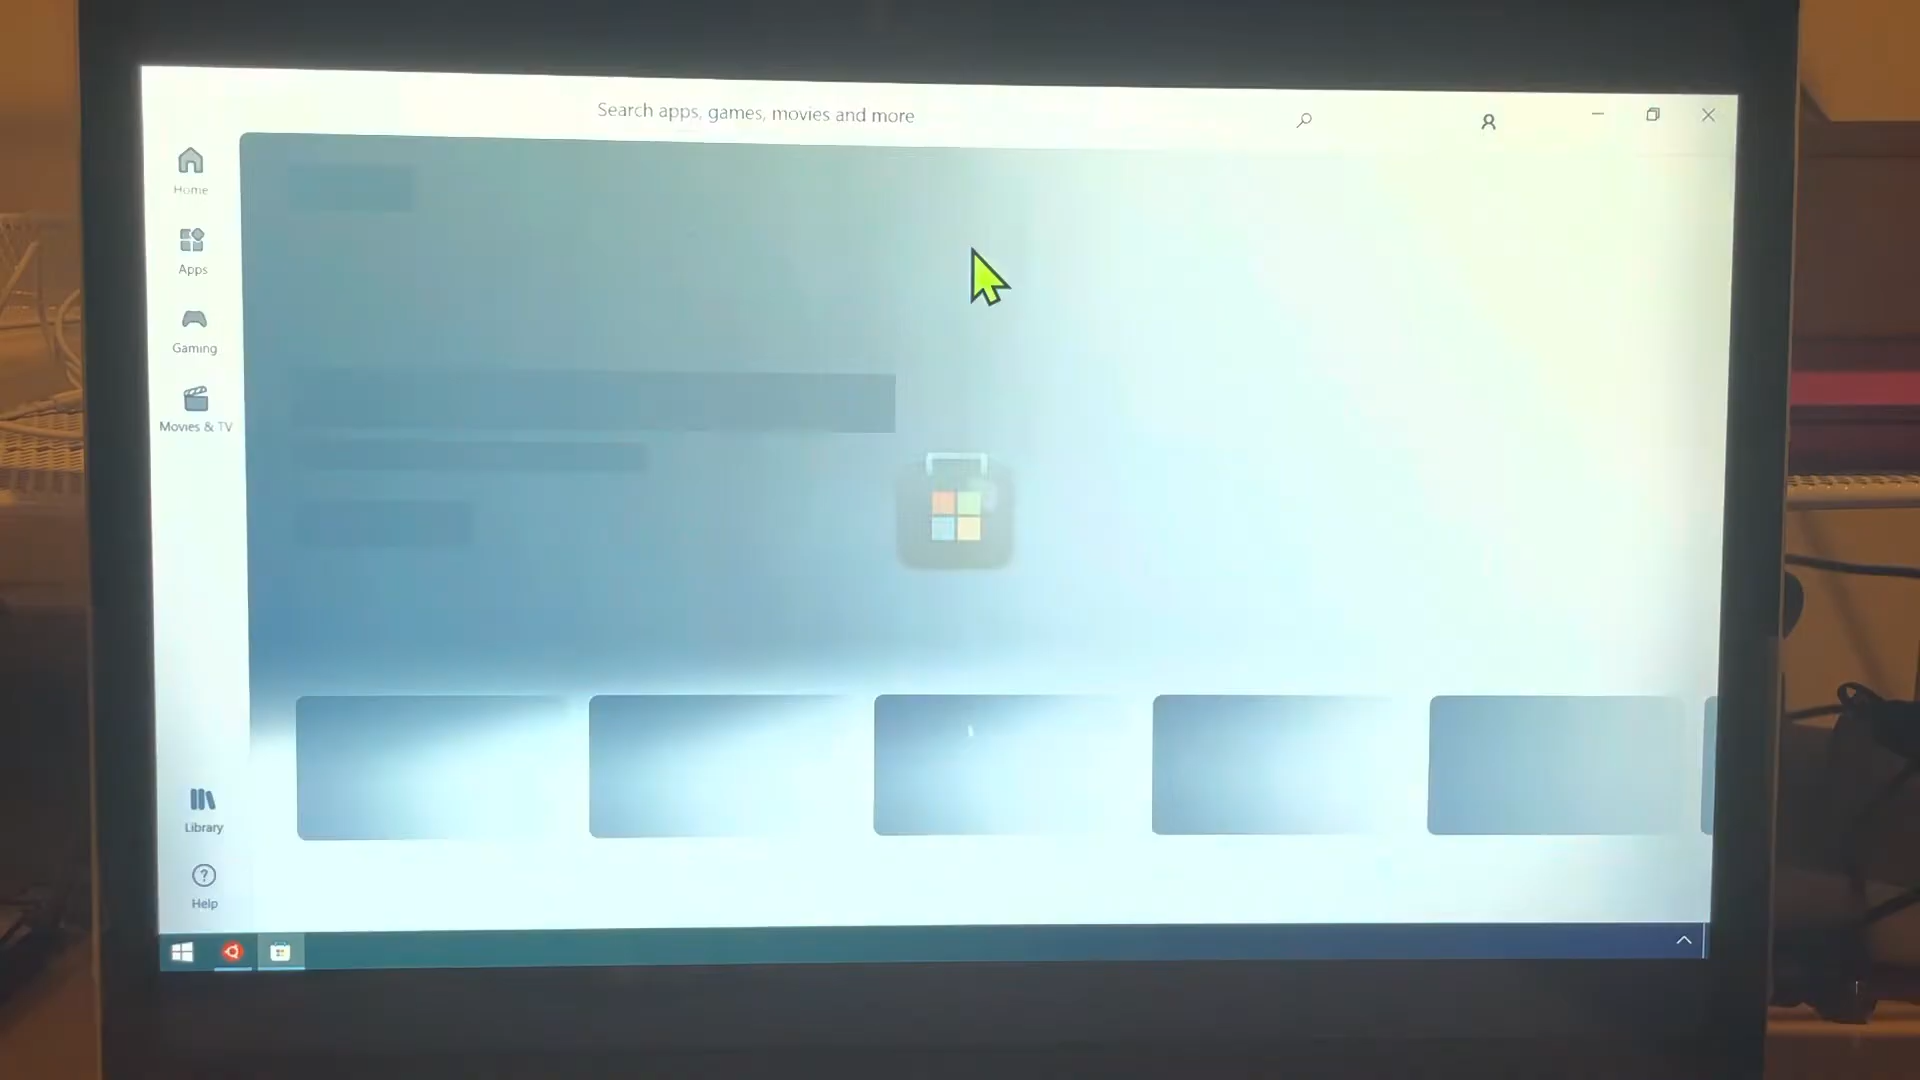 Search apps, games, movies and more
Home
Apps
Gaming
Movies & TV
Library
Help